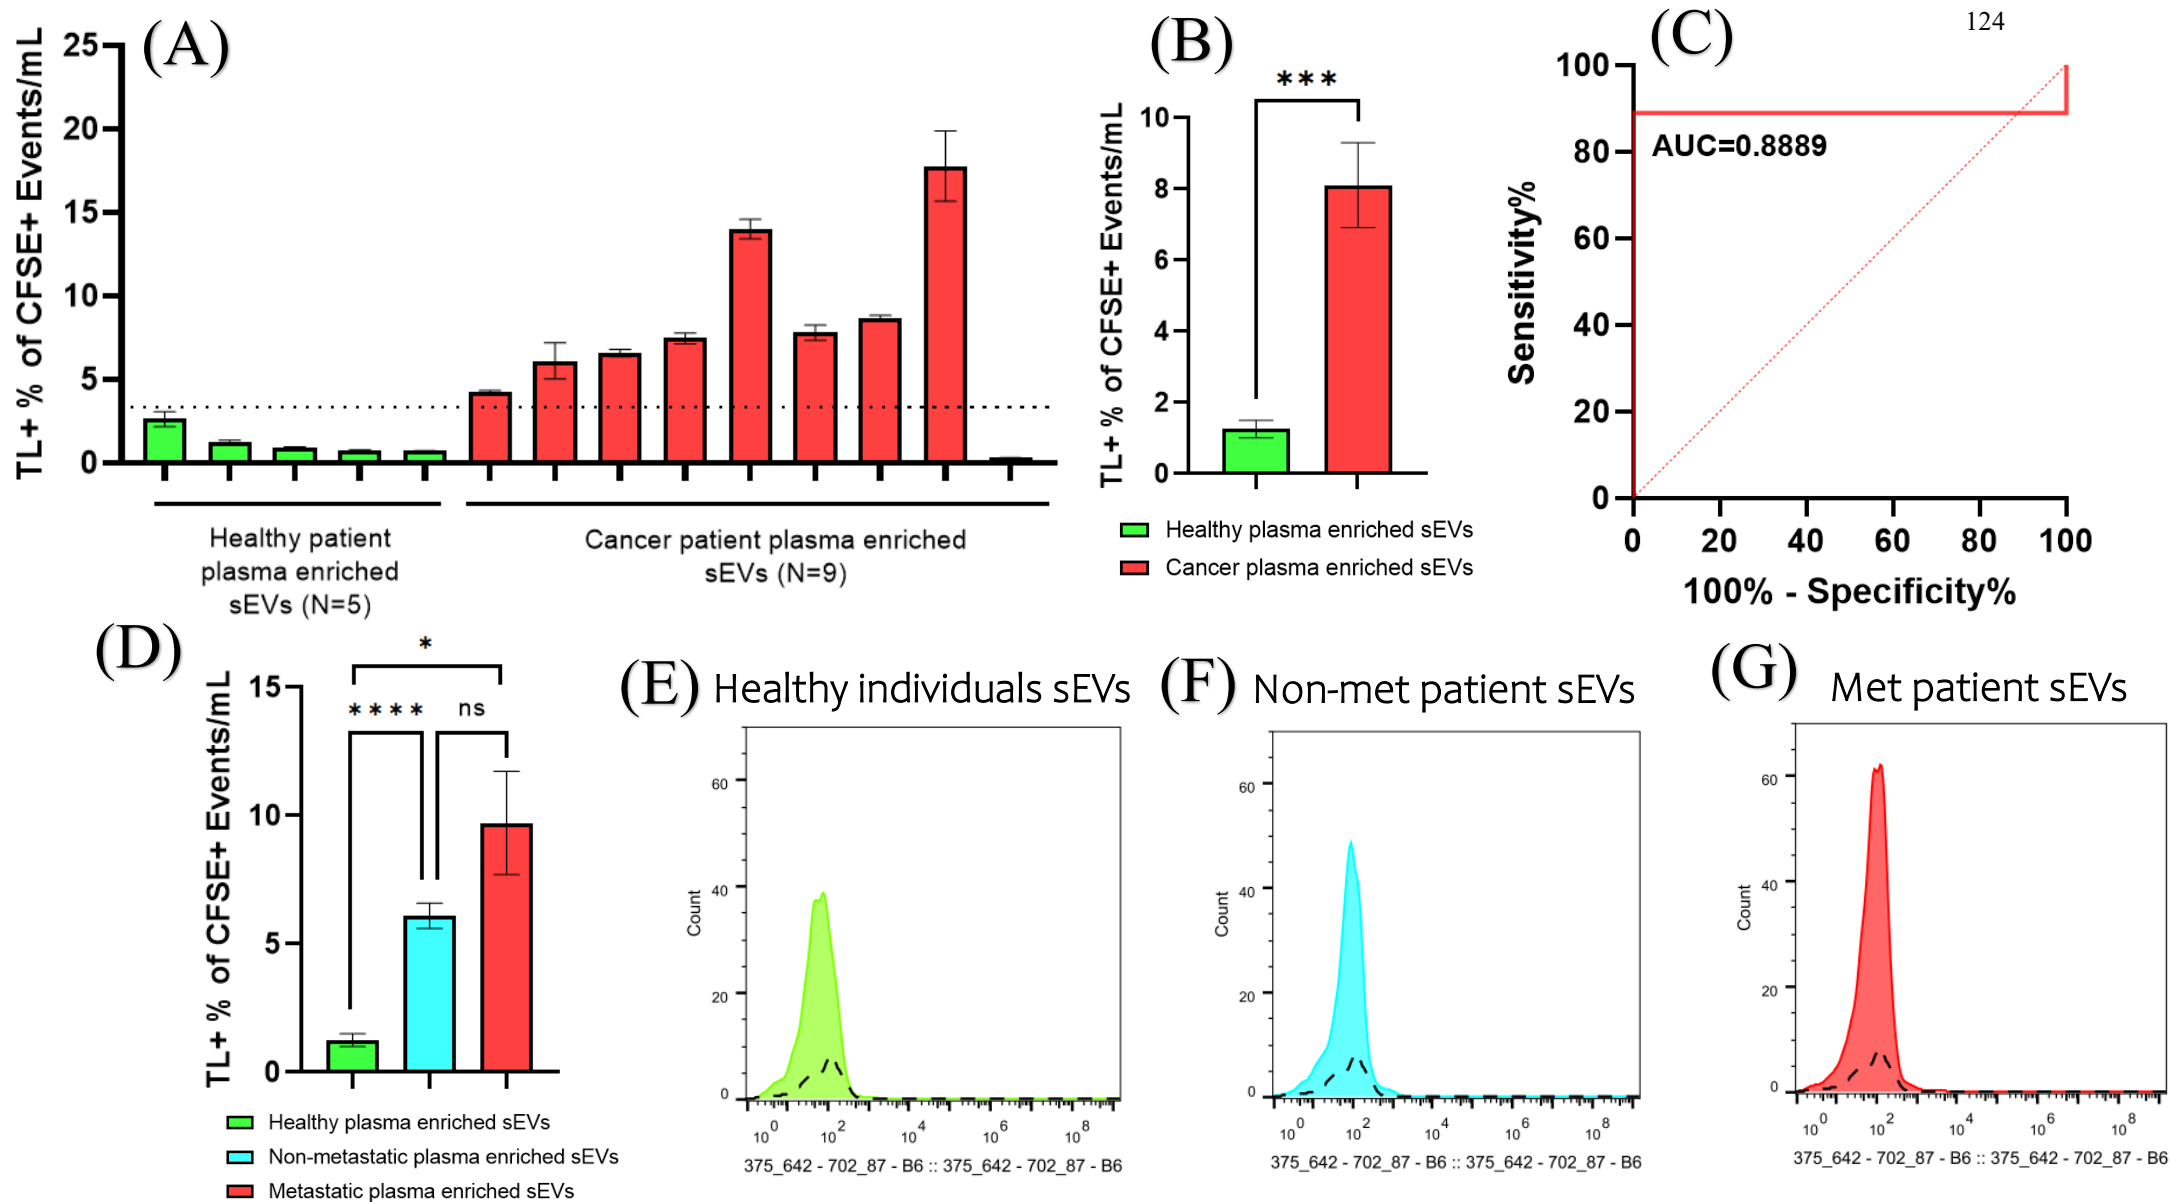 124
(A)
TL+ % of CFSE+ Events/mL
25
20
15
10
5
0
Healthy patient
plasma enriched
sEVs (N=5)
Cancer patient plasma enriched
sEVs (N=9)
(B)
***
TL+ % of CFSE+ Events/mL
10
8
6
4
2
0
Healthy plasma enriched sEVs
Cancer plasma enriched sEVs
(C)
Sensitivity%
100
80
60
40
20
0
AUC=0.8889
0 20 40 60 80 100
100% - Specificity%
(D)
*
**** ns
TL+ % of CFSE+ Events/mL
15
10
5
0
Healthy plasma enriched sEVs
Non-metastatic plasma enriched sEVs
Metastatic plasma enriched sEVs
(E) Healthy individuals sEVs
Count
60
40
20
0
10^0 10^2 10^4 10^6 10^8
375_642 - 702_87 - B6 :: 375_642 - 702_87 - B6
(F) Non-met patient sEVs
Count
60
40
20
0
10^0 10^2 10^4 10^6 10^8
375_642 - 702_87 - B6 :: 375_642 - 702_87 - B6
(G) Met patient sEVs
Count
60
40
20
0
10^0 10^2 10^4 10^6 10^8
375_642 - 702_87 - B6 :: 375_642 - 702_87 - B6